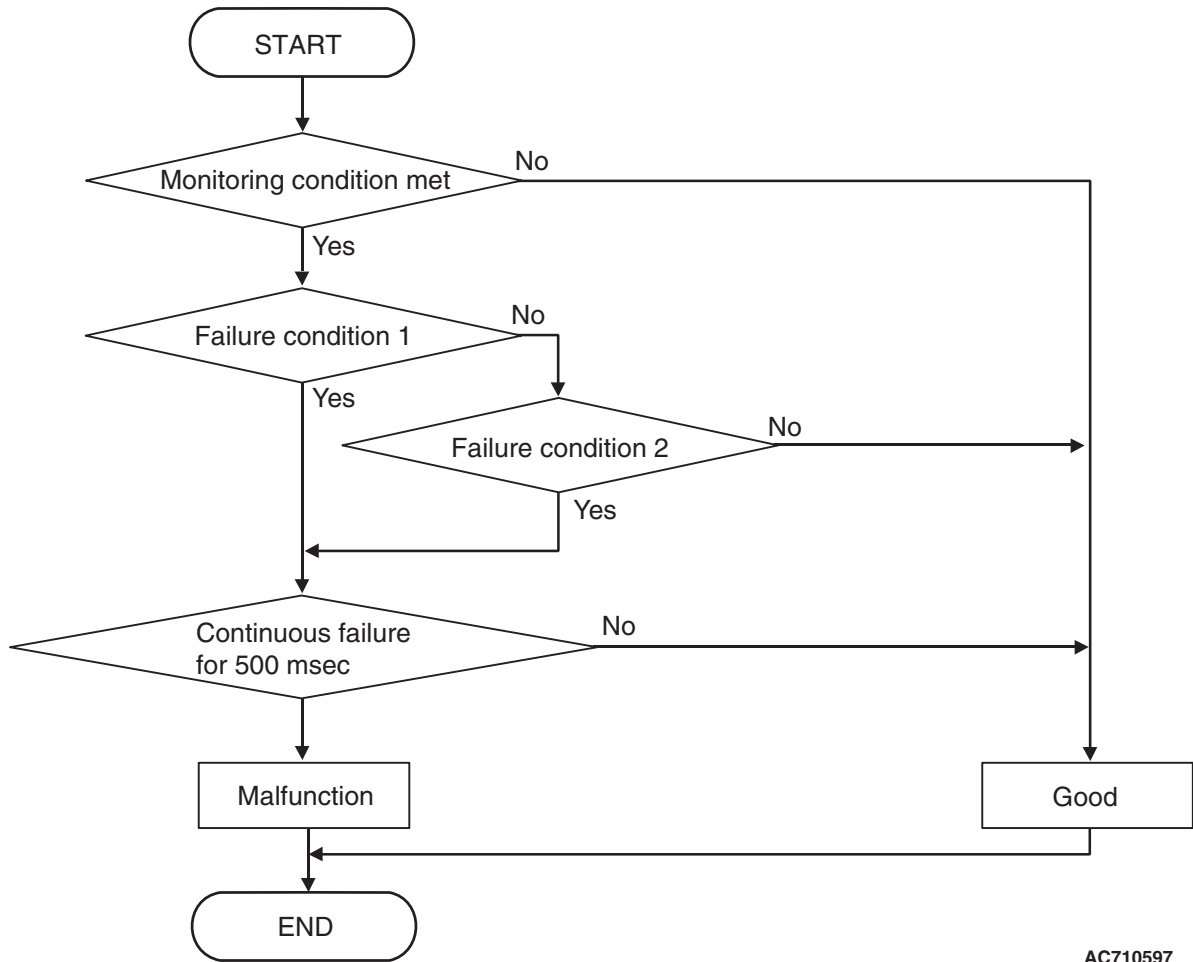 START
Monitoring condition met
No
Yes
Failure condition 1
No
Yes
Failure condition 2
No
Yes
Continuous failure
for 500 msec
No
Malfunction
Good
END
AC710597